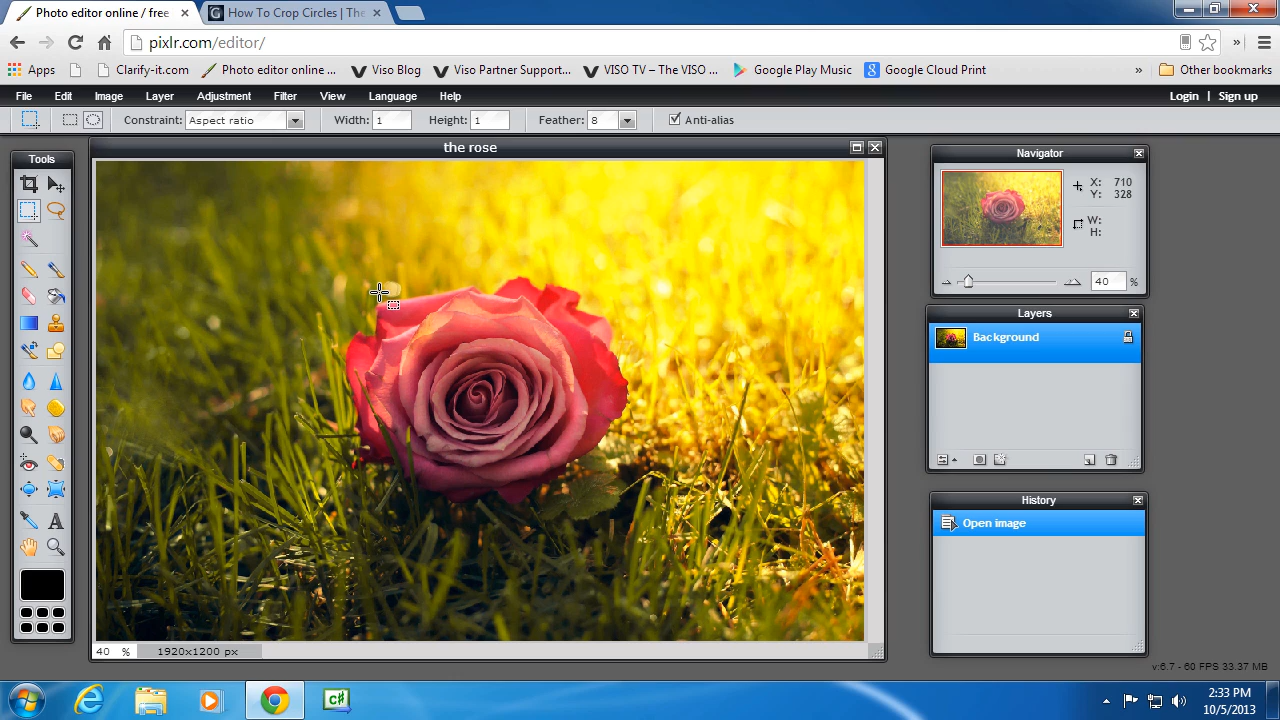 Photo editor online / free
How To Crop Circles | The
pixlr.com/editor/
Apps Clarify-it.com Photo editor online ... Viso Blog Viso Partner Support... VISO TV – The VISO ... Google Play Music Google Cloud Print » Other bookmarks
File Edit Image Layer Adjustment Filter View Language Help Login | Sign up
Constraint: Aspect ratio Width: 1 Height: 1 Feather: 8 Anti-alias
Tools
the rose
Navigator
X: 710
Y: 328
W:
H:
40 %
Layers
Background
History
Open image
40 % 1920x1200 px
v:6.7 - 60 FPS 33.37 MB
C#
2:33 PM
10/5/2013